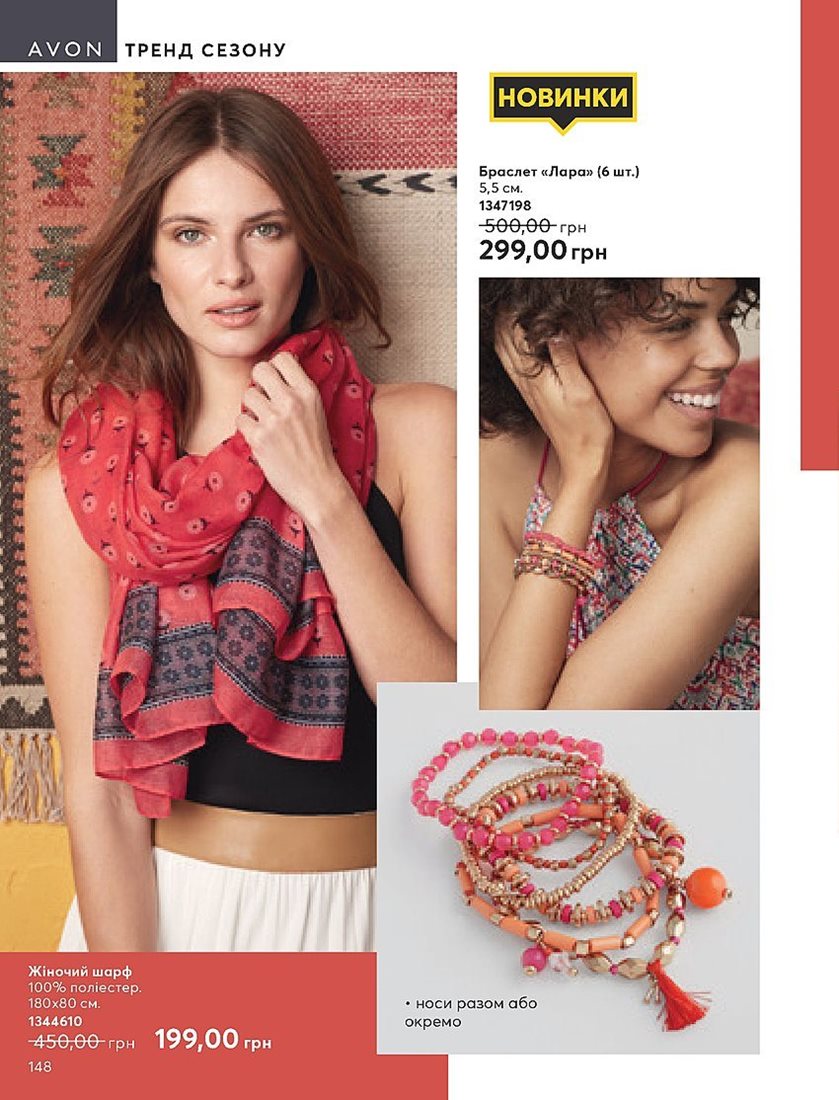 AVON ТРЕНД СЕЗОНУ
НОВИНКИ
Браслет «Лара» (6 шт.)
5,5 см.
1347198
500,00 грн
299,00 грн
• носи разом або
окремо
Жіночий шарф
100% поліестер.
180х80 см.
1344610
450,00 грн 199,00 грн
148